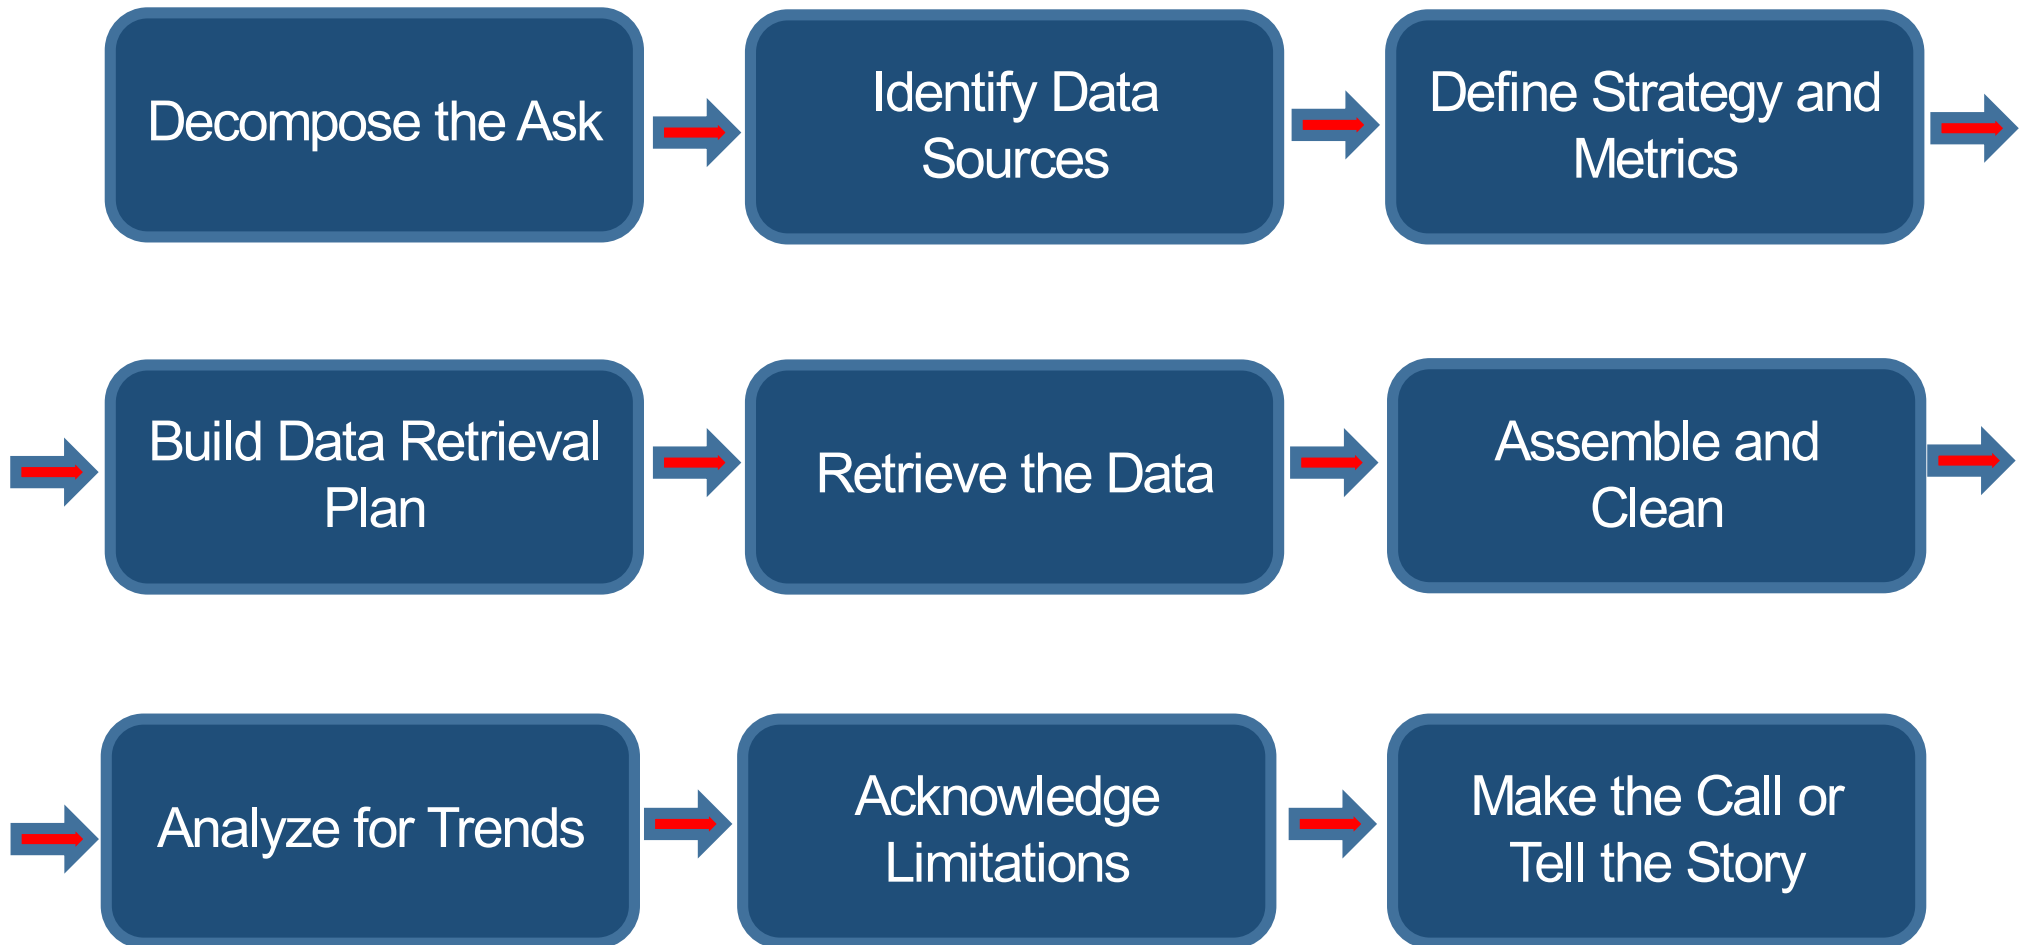 Decompose the Ask
Identify Data
Sources
Define Strategy and
Metrics
Build Data Retrieval
Plan
Retrieve the Data
Assemble and
Clean
Analyze for Trends
Acknowledge
Limitations
Make the Call or
Tell the Story